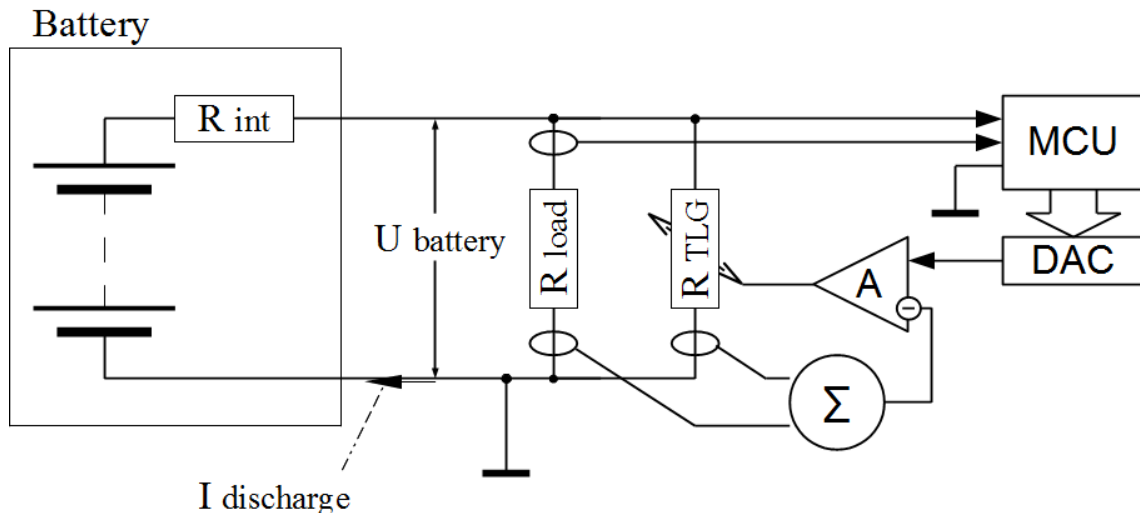 Battery
R int
MCU
U battery
R load
R TLG
DAC
A
−
Σ
I discharge